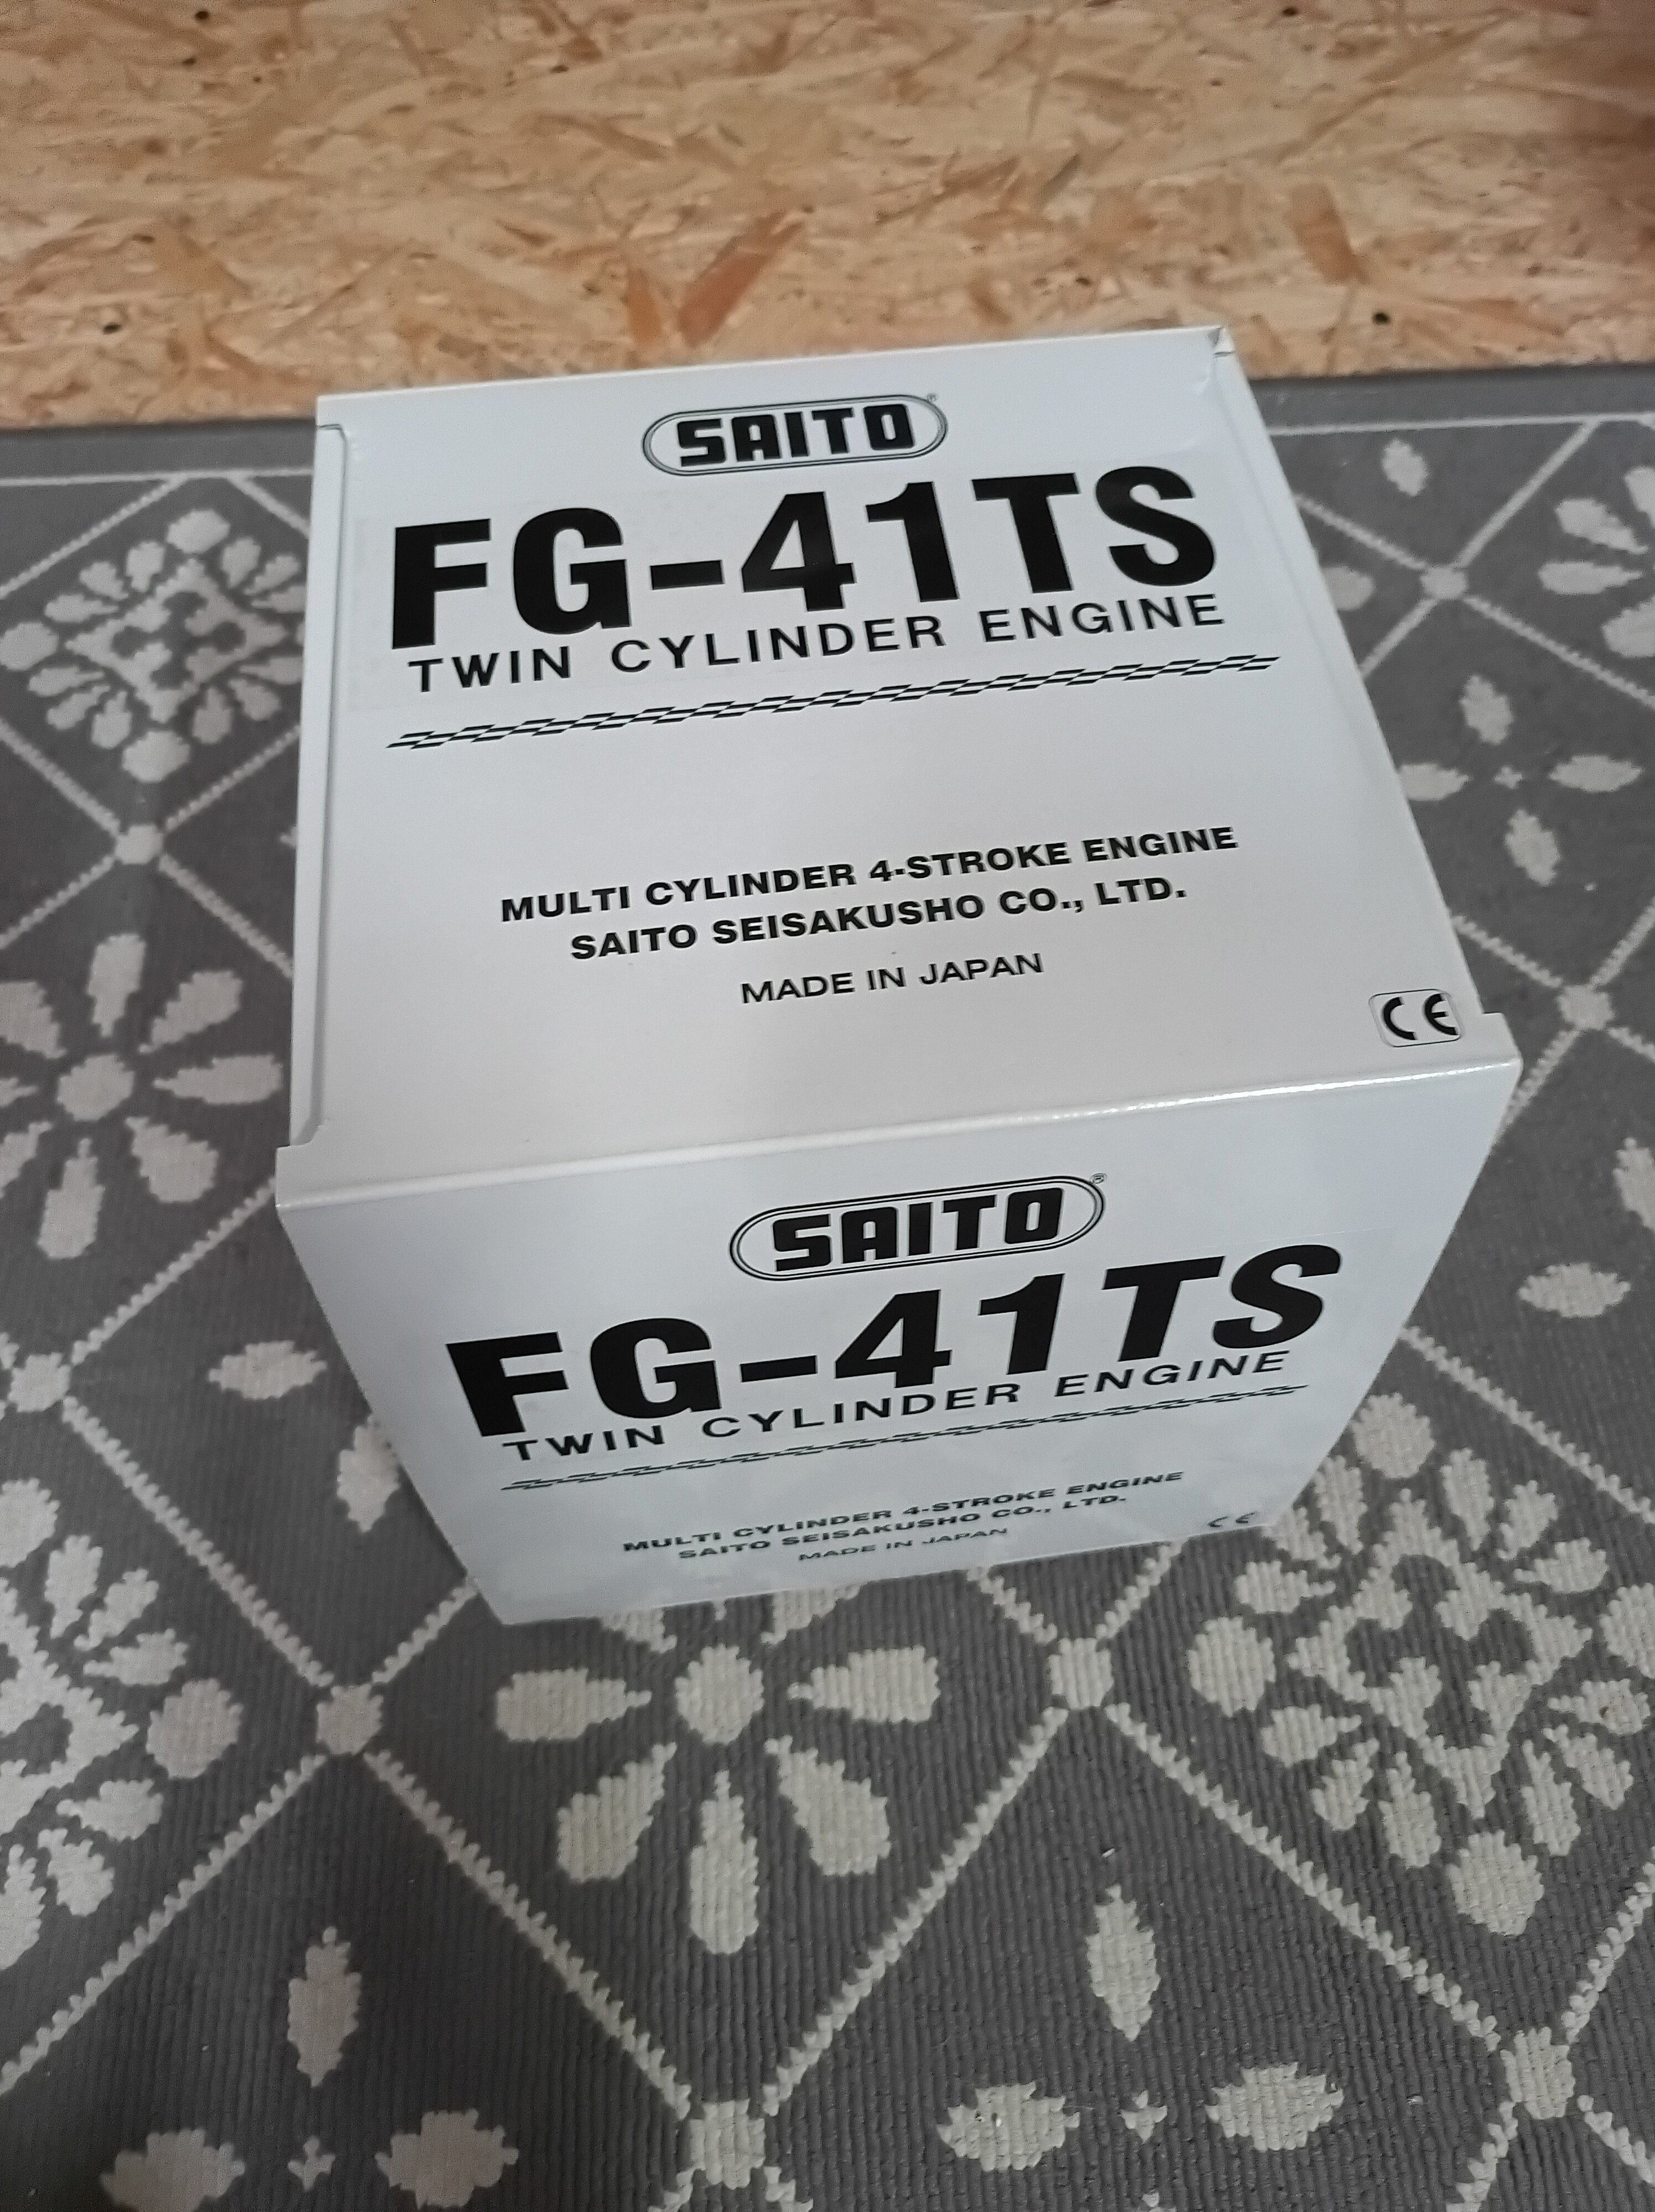 SAITO®
FG-41TS
TWIN CYLINDER ENGINE
MULTI CYLINDER 4-STROKE ENGINE
SAITO SEISAKUSHO CO., LTD.
MADE IN JAPAN
CE
SAITO®
FG-41TS
TWIN CYLINDER ENGINE
MULTI CYLINDER 4-STROKE ENGINE
SAITO SEISAKUSHO CO., LTD.
MADE IN JAPAN
CE